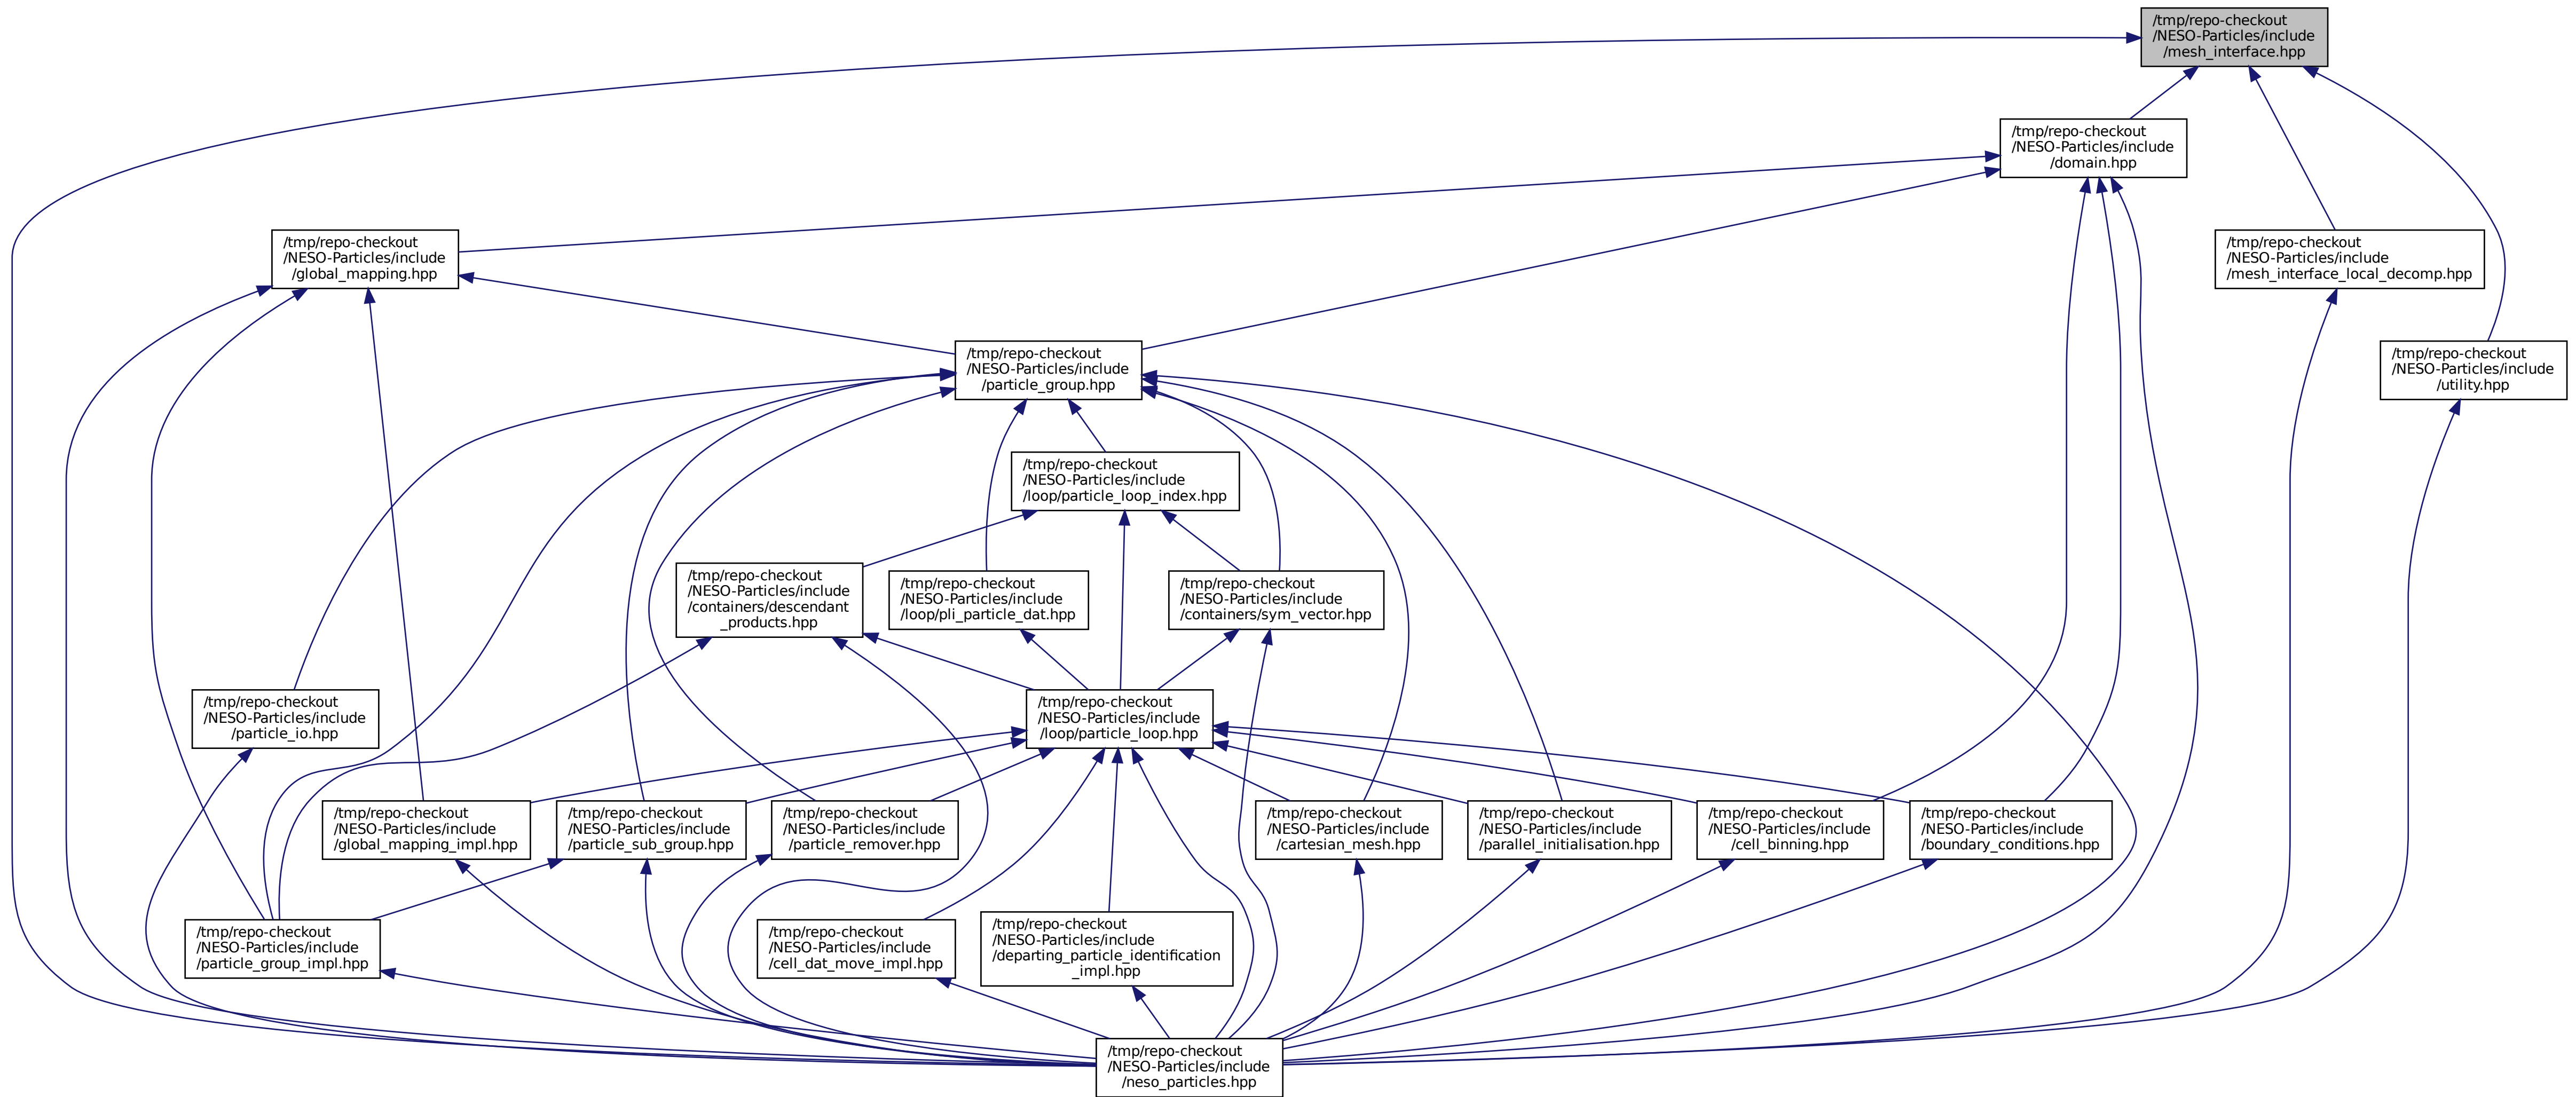 /tmp/repo-checkout
/NESO-Particles/include
/mesh_interface.hpp
/tmp/repo-checkout
/NESO-Particles/include
/domain.hpp
/tmp/repo-checkout
/NESO-Particles/include
/global_mapping.hpp
/tmp/repo-checkout
/NESO-Particles/include
/mesh_interface_local_decomp.hpp
/tmp/repo-checkout
/NESO-Particles/include
/particle_group.hpp
/tmp/repo-checkout
/NESO-Particles/include
/utility.hpp
/tmp/repo-checkout
/NESO-Particles/include
/loop/particle_loop_index.hpp
/tmp/repo-checkout
/NESO-Particles/include
/containers/descendant
_products.hpp
/tmp/repo-checkout
/NESO-Particles/include
/loop/pli_particle_dat.hpp
/tmp/repo-checkout
/NESO-Particles/include
/containers/sym_vector.hpp
/tmp/repo-checkout
/NESO-Particles/include
/particle_io.hpp
/tmp/repo-checkout
/NESO-Particles/include
/loop/particle_loop.hpp
/tmp/repo-checkout
/NESO-Particles/include
/global_mapping_impl.hpp
/tmp/repo-checkout
/NESO-Particles/include
/particle_sub_group.hpp
/tmp/repo-checkout
/NESO-Particles/include
/particle_remover.hpp
/tmp/repo-checkout
/NESO-Particles/include
/cartesian_mesh.hpp
/tmp/repo-checkout
/NESO-Particles/include
/parallel_initialisation.hpp
/tmp/repo-checkout
/NESO-Particles/include
/cell_binning.hpp
/tmp/repo-checkout
/NESO-Particles/include
/boundary_conditions.hpp
/tmp/repo-checkout
/NESO-Particles/include
/particle_group_impl.hpp
/tmp/repo-checkout
/NESO-Particles/include
/cell_dat_move_impl.hpp
/tmp/repo-checkout
/NESO-Particles/include
/departing_particle_identification
_impl.hpp
/tmp/repo-checkout
/NESO-Particles/include
/neso_particles.hpp